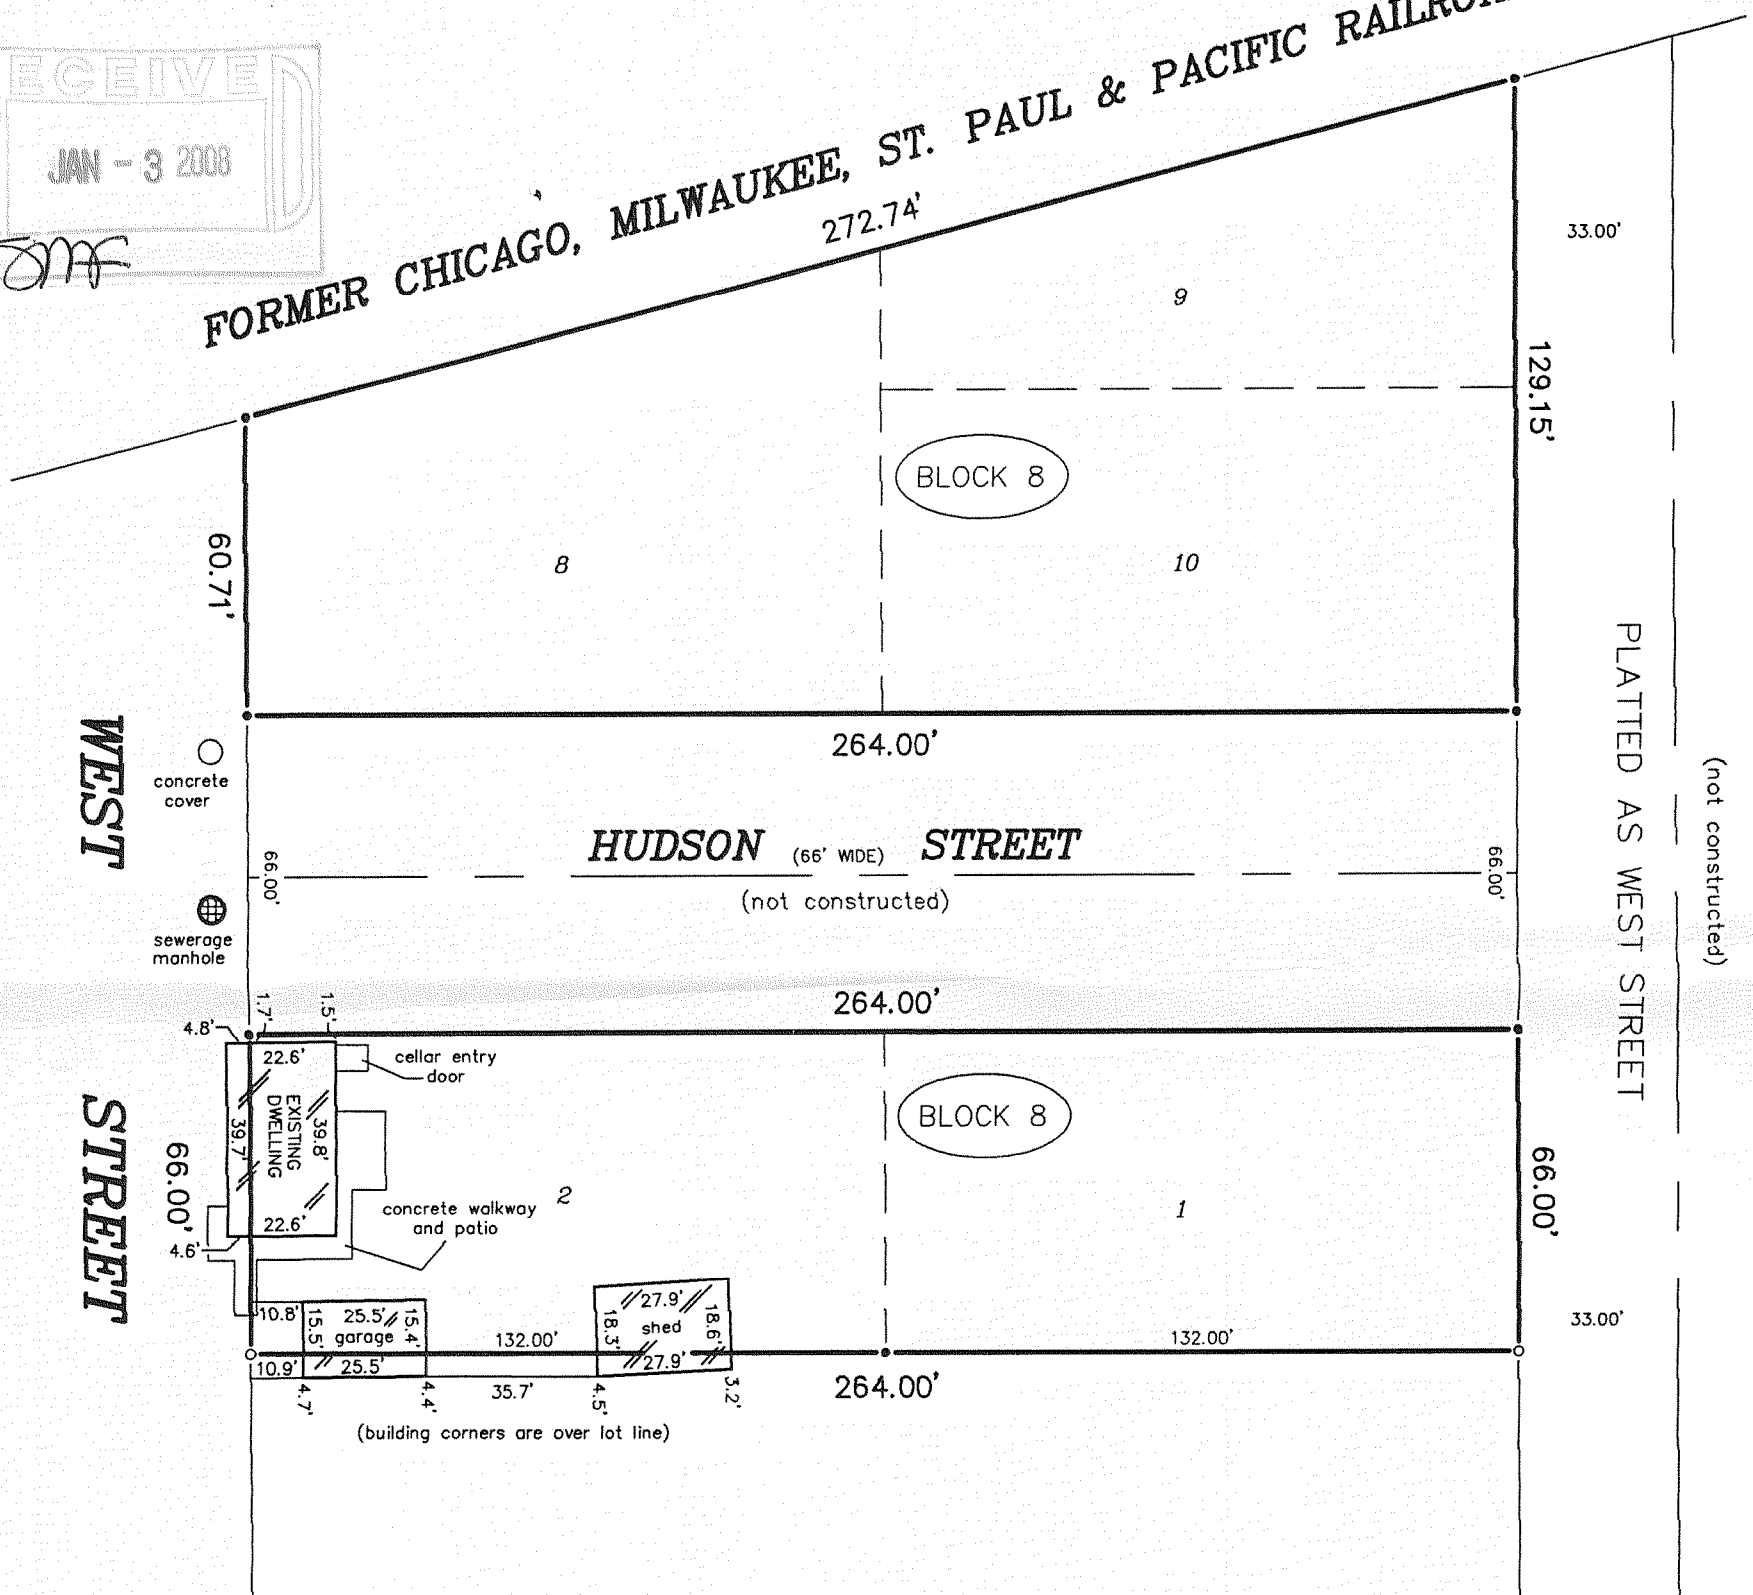 ECEIVE D
JAN - 3 2008
FORMER CHICAGO, MILWAUKEE, ST. PAUL & PACIFIC
272.74'
33.00'
9
129.15'
BLOCK 8
60.71'
8
10
264.00'
WEST
concrete
cover
HUDSON (66' WIDE) STREET
66.00'
66.00'
(not constructed)
PLATTED AS WEST STREET
(not constructed)
sewerage
manhole
264.00'
1.7'
1.5'
4.8'
22.6'
cellar entry
door
EXISTING
DWELLING
39.7'
39.8'
BLOCK 8
STREET
66.00'
22.6'
4.6'
concrete walkway
and patio
2
1
66.00'
10.8'
15.5'
25.5'
15.4'
garage
10.9'
25.5'
132.00'
27.9'
18.3'
shed
18.6'
27.9'
132.00'
33.00'
4.7'
4.4'
35.7'
4.5'
3.2'
264.00'
(building corners are over lot line)